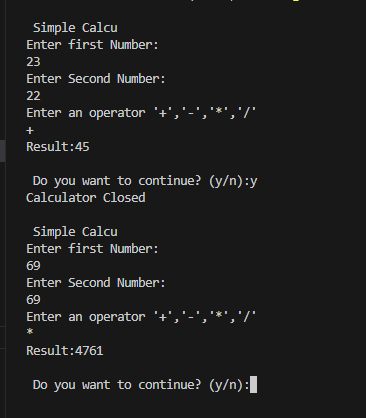 Simple Calcu
Enter first Number:
23
Enter Second Number:
22
Enter an operator '+','-','*','/'
+
Result:45
Do you want to continue? (y/n):y
Calculator Closed
Simple Calcu
Enter first Number:
69
Enter Second Number:
69
Enter an operator '+','-','*','/'
*
Result:4761
Do you want to continue? (y/n):